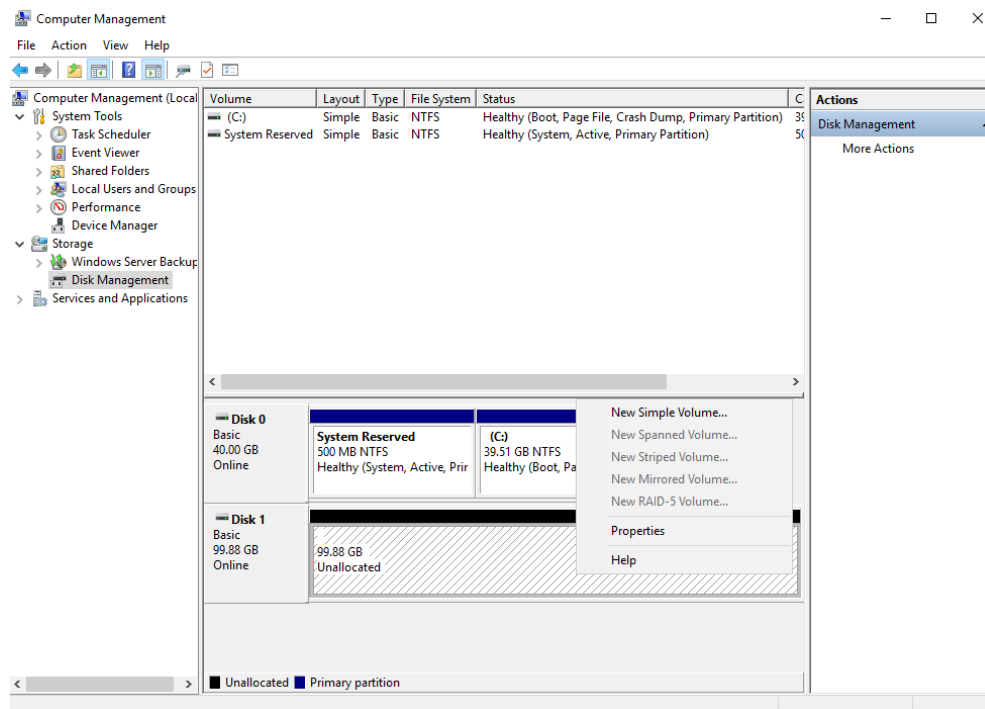 Computer Management
File Action View Help
Computer Management (Local
System Tools
Task Scheduler
Event Viewer
Shared Folders
Local Users and Groups
Performance
Device Manager
Storage
Windows Server Backup
Disk Management
Services and Applications
Volume Layout Type File System Status C
(C:) Simple Basic NTFS Healthy (Boot, Page File, Crash Dump, Primary Partition) 39
System Reserved Simple Basic NTFS Healthy (System, Active, Primary Partition) 50
Disk 0
Basic
40.00 GB
Online
System Reserved
500 MB NTFS
Healthy (System, Active, Prir
(C:)
39.51 GB NTFS
Healthy (Boot, Pa
Disk 1
Basic
99.88 GB
Online
99.88 GB
Unallocated
New Simple Volume...
New Spanned Volume...
New Striped Volume...
New Mirrored Volume...
New RAID-5 Volume...
Properties
Help
Unallocated Primary partition
Actions
Disk Management
More Actions